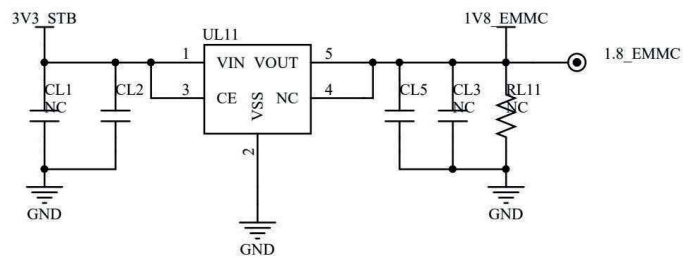 3V3_STB
1V8_EMMC
UL11
1.8_EMMC
1
VIN
VOUT
5
CL1
NC
CL2
3
CE
VSS
NC
4
CL5
CL3
NC
RL11
NC
2
GND
GND
GND